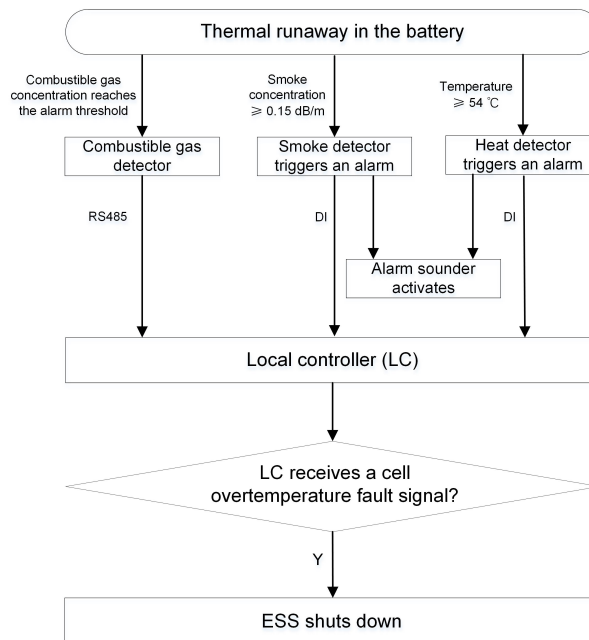 Thermal runaway in the battery
Combustible gas
concentration reaches
the alarm threshold
Smoke
concentration
≥ 0.15 dB/m
Temperature
≥ 54 ℃
Combustible gas
detector
Smoke detector
triggers an alarm
Heat detector
triggers an alarm
RS485
DI
DI
Alarm sounder
activates
Local controller (LC)
LC receives a cell
overtemperature fault signal?
Y
ESS shuts down